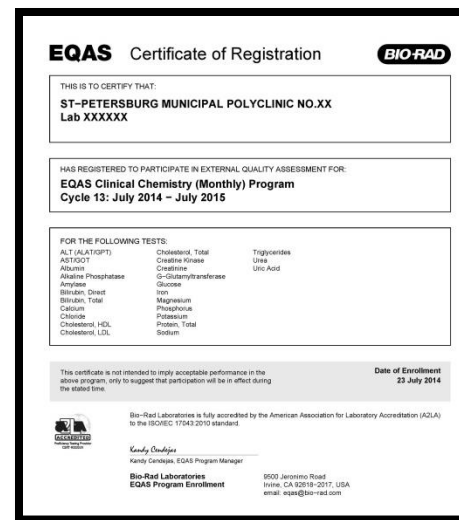 EQAS Certificate of Registration
BIO-RAD
THIS IS TO CERTIFY THAT:
ST-PETERSBURG MUNICIPAL POLYCLINIC NO.XX
Lab XXXXXX
HAS REGISTERED TO PARTICIPATE IN EXTERNAL QUALITY ASSESSMENT FOR:
EQAS Clinical Chemistry (Monthly) Program
Cycle 13: July 2014 - July 2015
FOR THE FOLLOWING TESTS:
ALT (ALAT/GPT)
AST/GOT
Albumin
Alkaline Phosphatase
Amylase
Bilirubin, Direct
Bilirubin, Total
Calcium
Chloride
Cholesterol, HDL
Cholesterol, LDL
Cholesterol, Total
Creatine Kinase
Creatinine
G-Glutamyltransferase
Glucose
Iron
Magnesium
Phosphorus
Potassium
Protein, Total
Sodium
Triglycerides
Urea
Uric Acid
This certificate is not intended to imply acceptable performance in the
above program, only to suggest that participation will be in effect during
the stated time.
Date of Enrollment
23 July 2014
ACCREDITED
Bio-Rad Laboratories is fully accredited by the American Association for Laboratory Accreditation (A2LA)
to the ISO/IEC 17043:2010 standard.
Kandy Cendejas
Kandy Cendejas, EQAS Program Manager
Bio-Rad Laboratories
EQAS Program Enrollment
9500 Jeronimo Road
Irvine, CA 92618-2017, USA
email: eqas@bio-rad.com